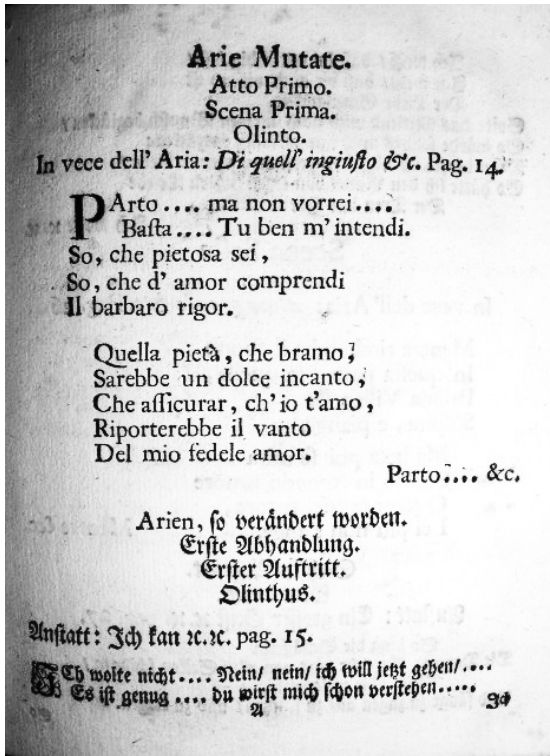 Arie Mutate.
Atto Primo.
Scena Prima.
Olinto.
In vece dell' Aria: Di quell' ingiuſto &c. Pag. 14.
PArto .... ma non vorrei ....
Baſta .... Tu ben m' intendi.
So, che pietosa sei,
So, che d' amor comprendi
Il barbaro rigor.
Quella pietà, che bramo,
Sarebbe un dolce incanto,
Che aſſicurar, ch'io t'amo,
Riporterebbe il vanto
Del mio fedele amor.
Parto .... &c.
Arien, ſo verändert worden.
Erſte Abhandlung.
Erſter Auftritt.
Olinthus.
Anſtatt: Ich kan ꝛc.ꝛc. pag. 15.
ICh wolte nicht .... Nein/ nein/ ich will jetzt gehen/ ....
Es iſt genug .... du wirſt mich ſchon verſtehen .....
A
Ich